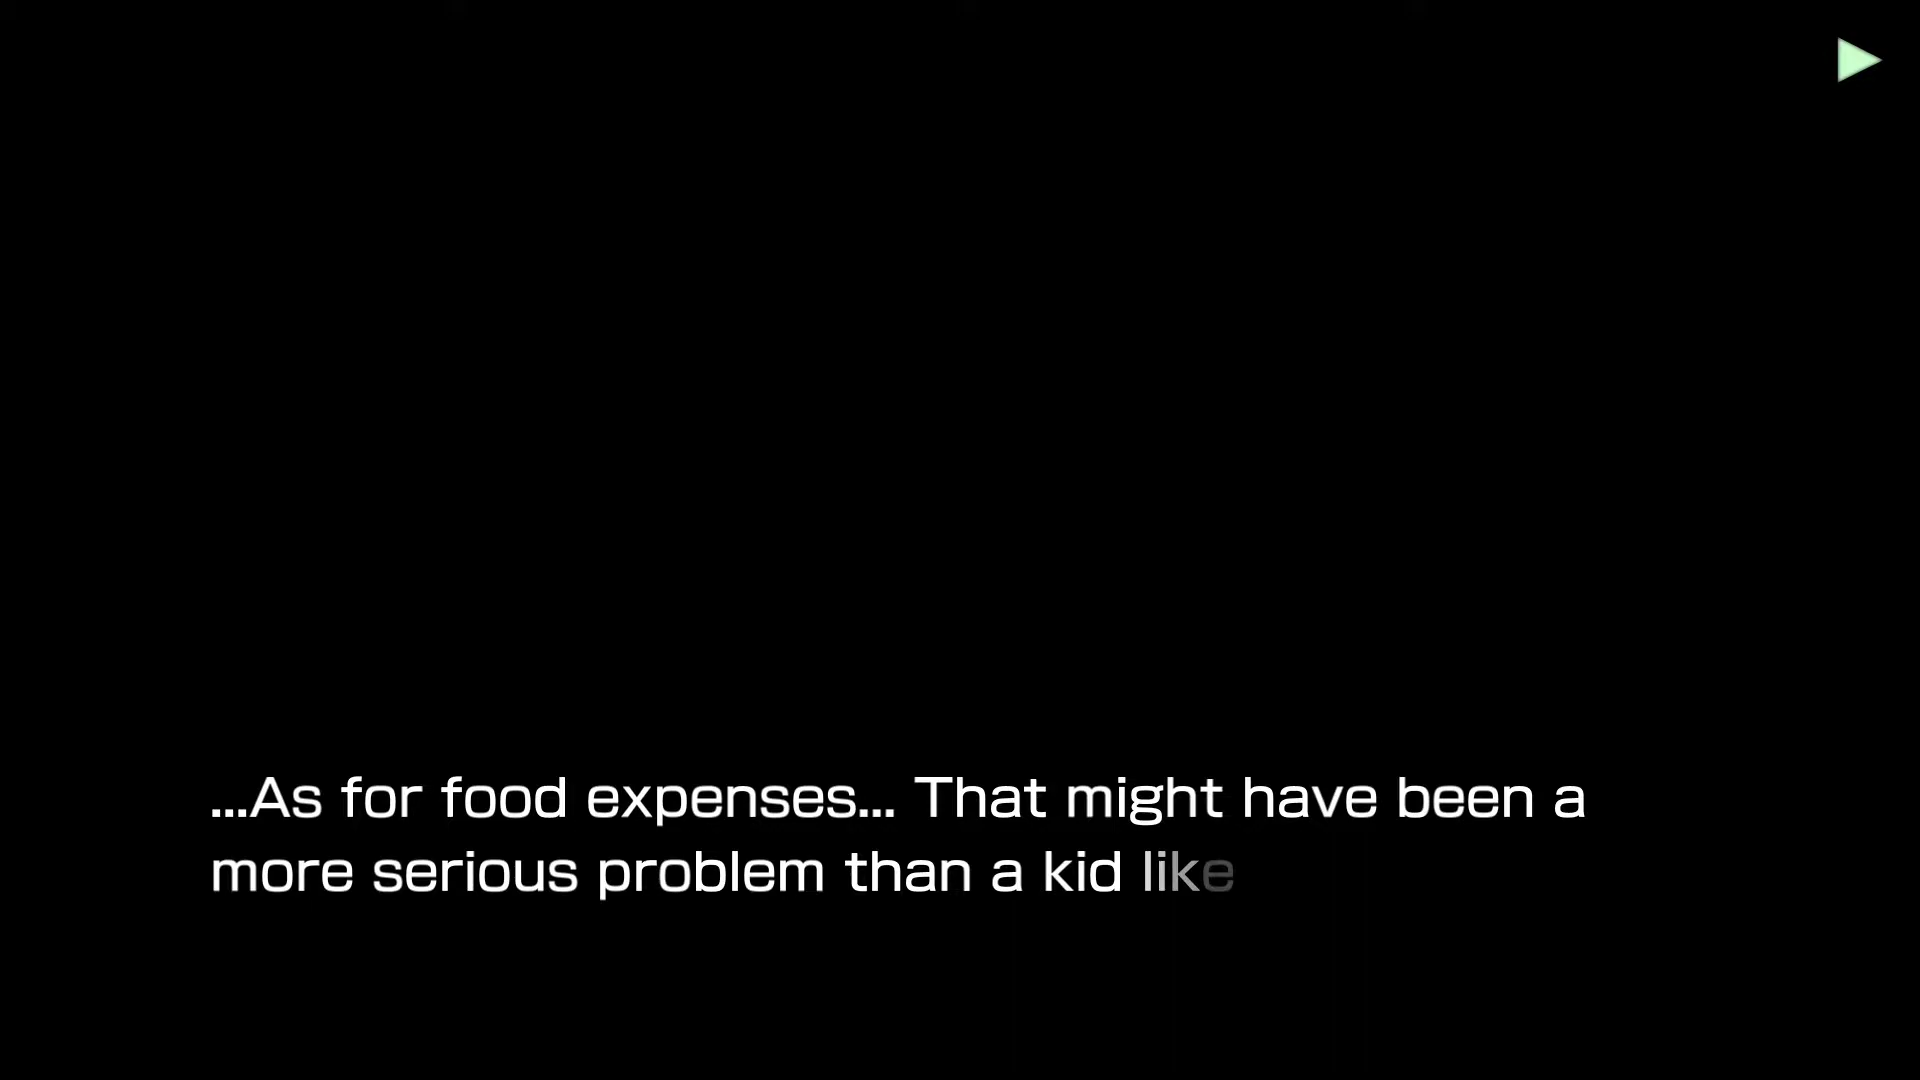 ...As for food expenses... That might have been a
more serious problem than a kid like